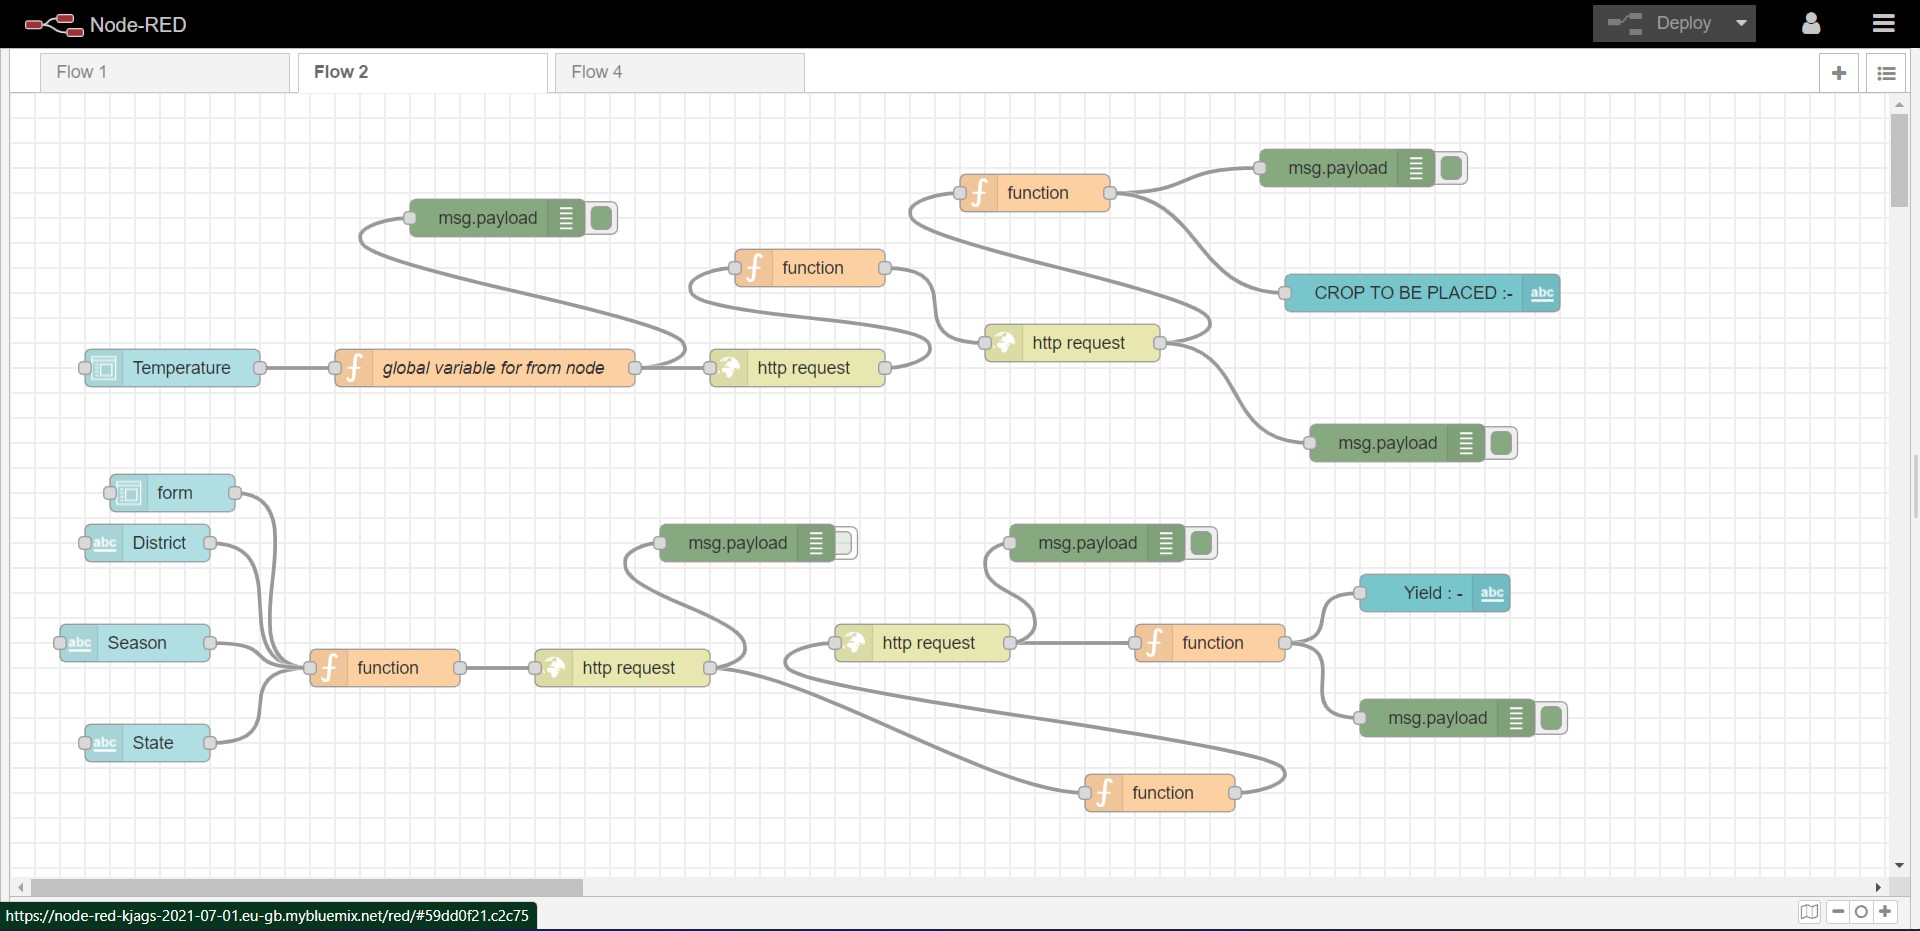 Node-RED
Deploy
Flow 1
Flow 2
Flow 4
msg.payload
function
msg.payload
function
CROP TO BE PLACED :- abc
http request
Temperature
global variable for from node
http request
msg.payload
form
abc District
msg.payload
msg.payload
Yield : - abc
abc Season
http request
function
function
http request
msg.payload
abc State
function
https://node-red-kjags-2021-07-01.eu-gb.mybluemix.net/red/#59dd0f21.c2c75